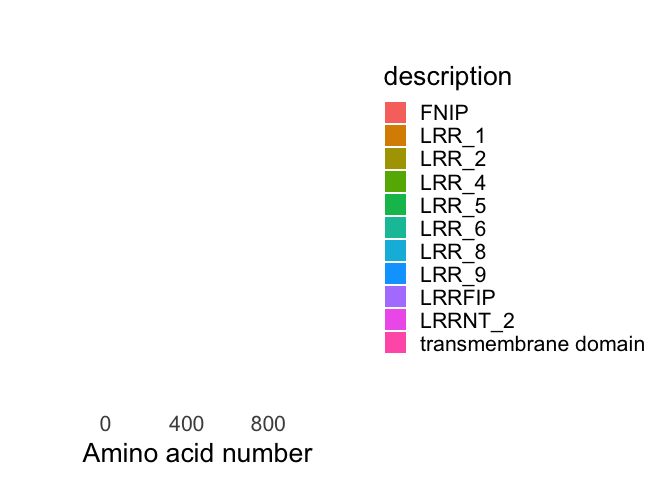 description
FNIP
LRR_1
LRR_2
LRR_4
LRR_5
LRR_6
LRR_8
LRR_9
LRRFIP
LRRNT_2
transmembrane domain
0 400 800
Amino acid number